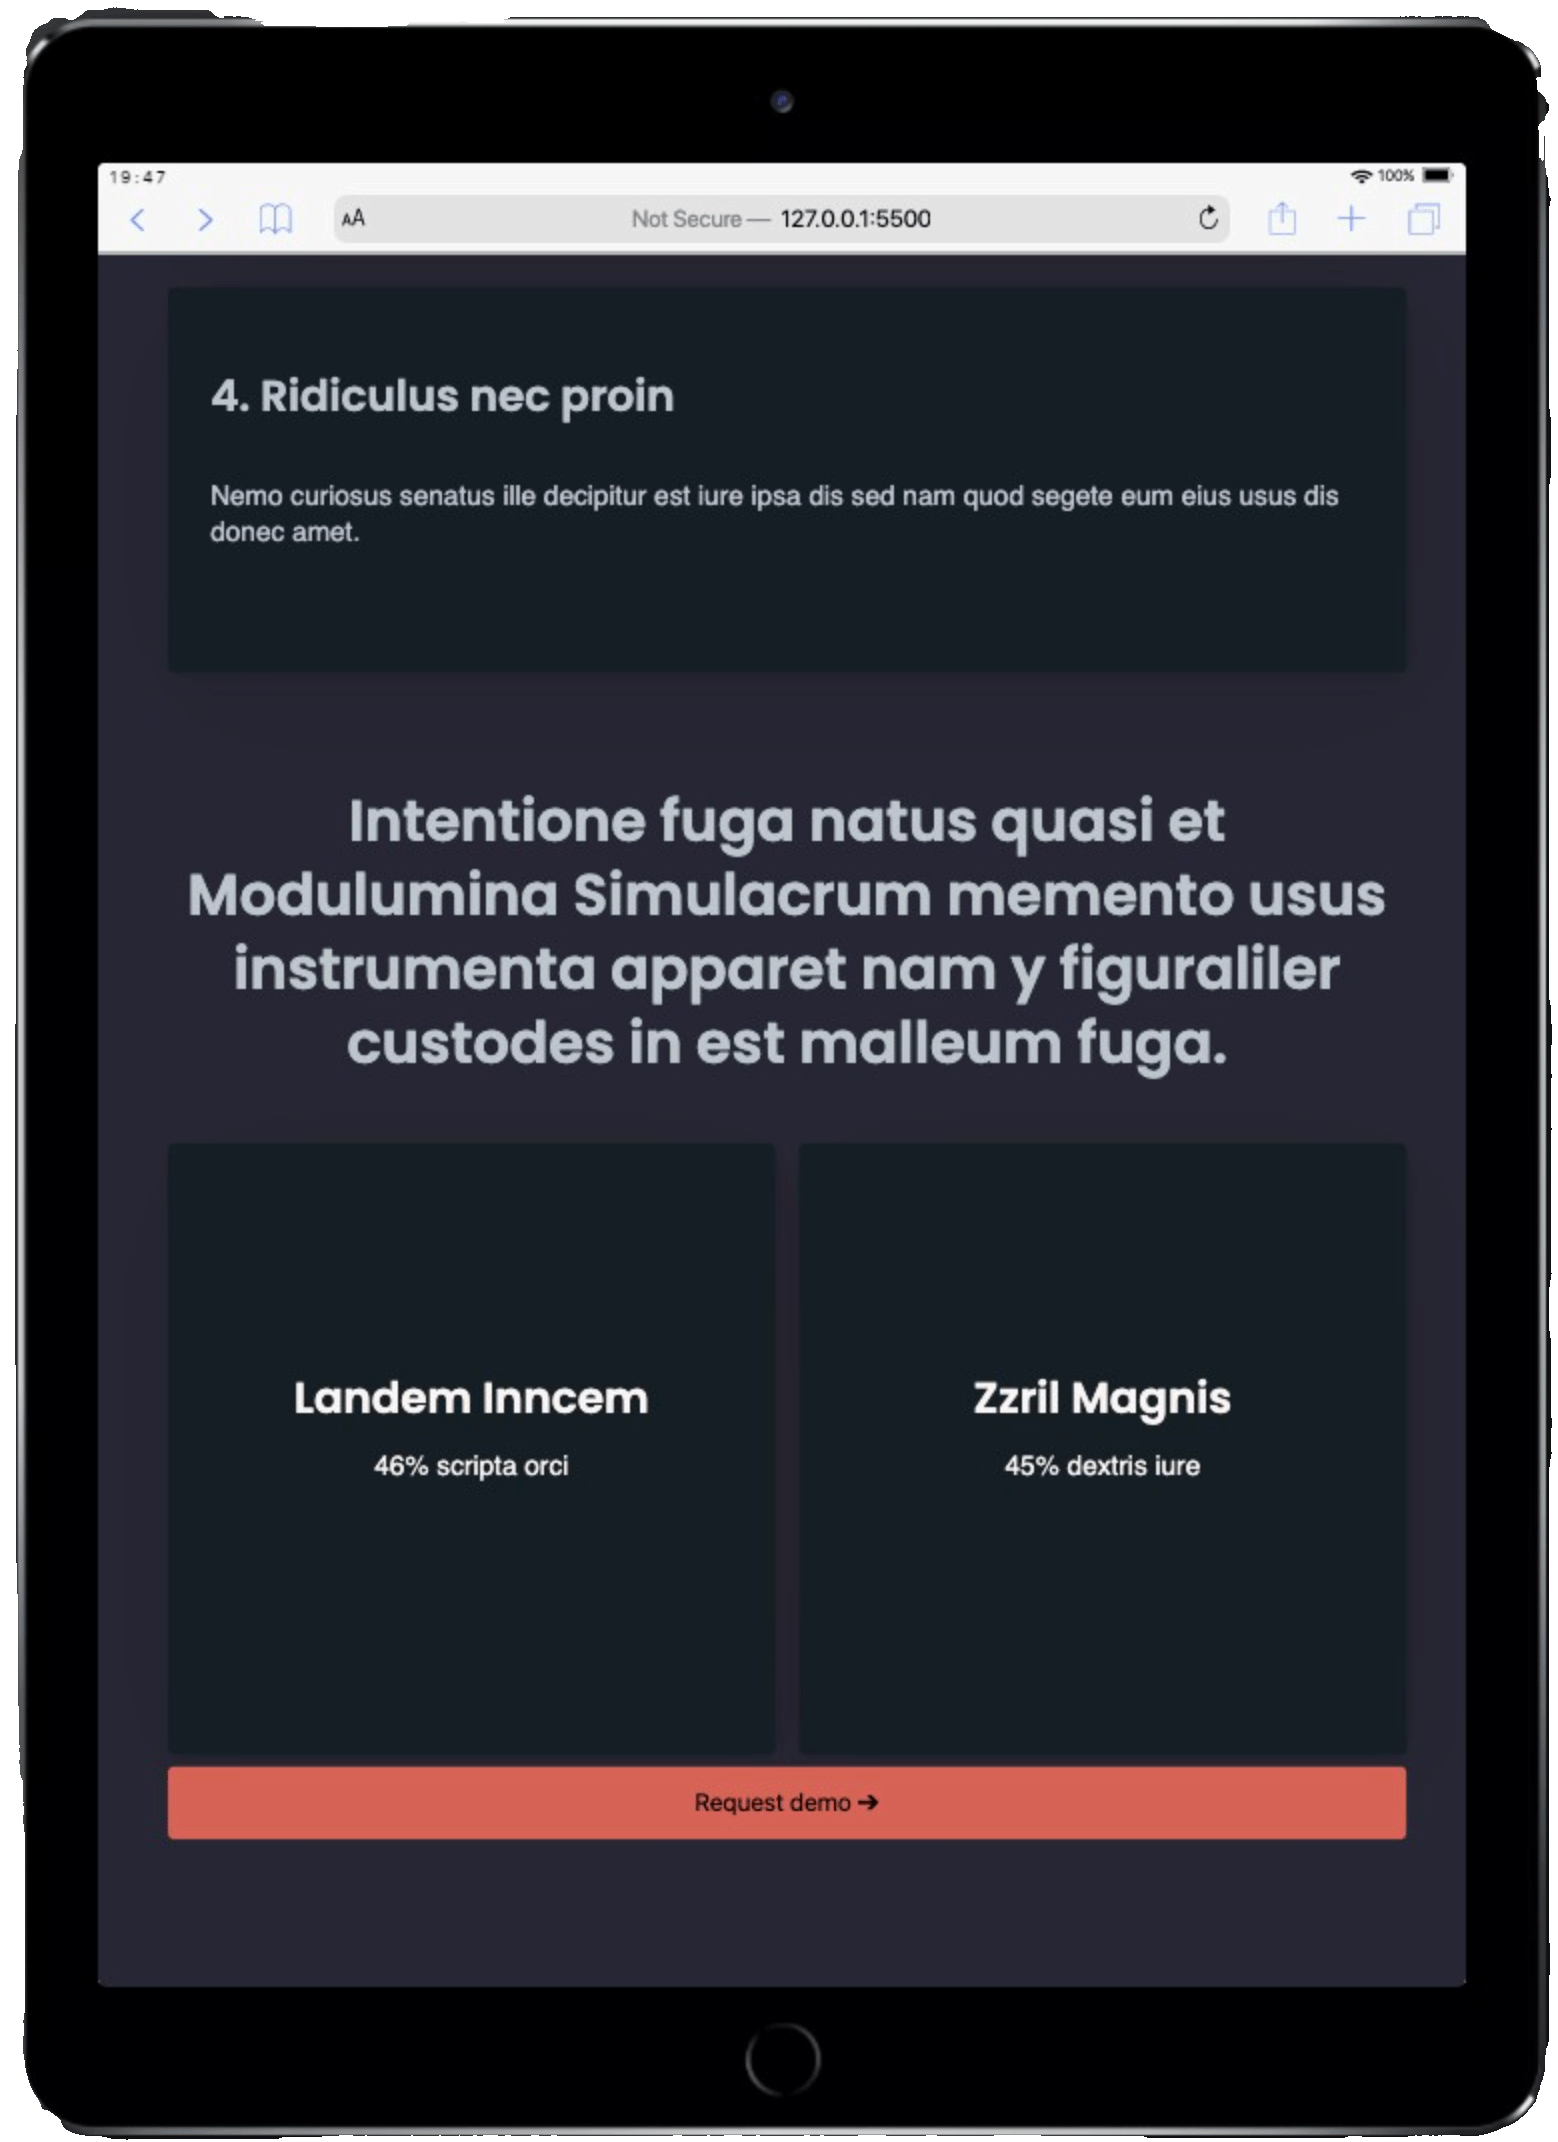 19:47
100%
AA
Not Secure — 127.0.0.1:5500
4. Ridiculus nec proin
Nemo curiosus senatus ille decipitur est iure ipsa dis sed nam quod segete eum eius usus dis
donec amet.
Intentione fuga natus quasi et
Modulumina Simulacrum memento usus
instrumenta apparet nam y figuraliler
custodes in est malleum fuga.
Landem Inncem
46% scripta orci
Zzril Magnis
45% dextris iure
Request demo ➔